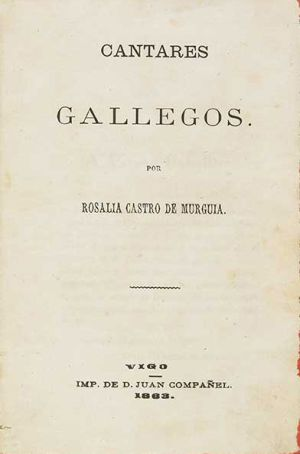 CANTARES
GALLEGOS.
POR
ROSALIA CASTRO DE MURGUIA.
VIGO
IMP. DE D. JUAN COMPAÑEL.
1863.